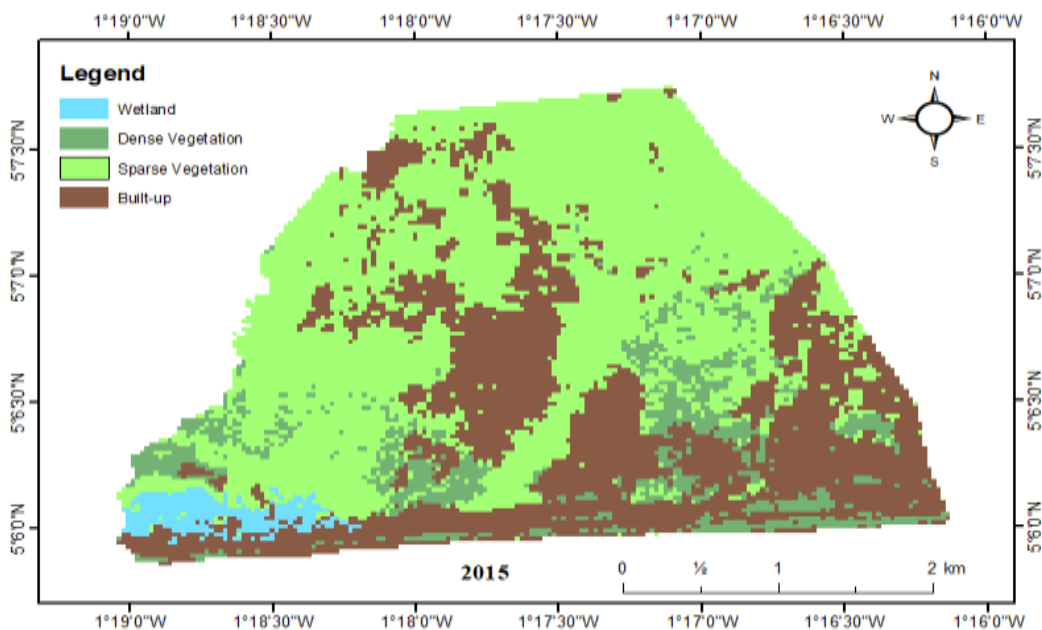 1°19'0"W 1°18'30"W 1°18'0"W 1°17'30"W 1°17'0"W 1°16'30"W 1°16'0"W
Legend
Wetland
Dense Vegetation
Sparse Vegetation
Built-up
N
W E
S
5°7'30"N 5°7'30"N
5°7'0"N 5°7'0"N
5°6'30"N 5°6'30"N
5°6'0"N 5°6'0"N
2015
0 ½ 1 2 km
1°19'0"W 1°18'30"W 1°18'0"W 1°17'30"W 1°17'0"W 1°16'30"W 1°16'0"W